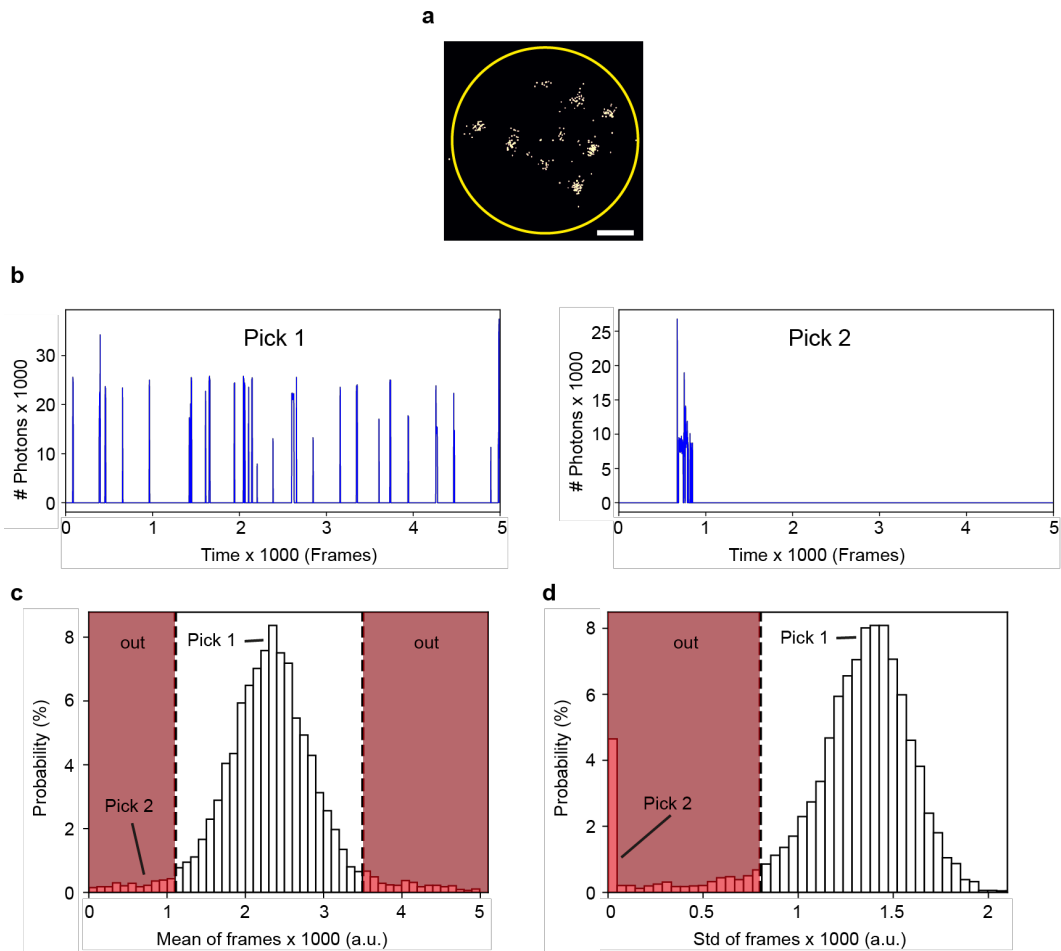 a
b
Pick 1
# Photons x 1000
30
20
10
0
0 1 2 3 4 5
Time x 1000 (Frames)
Pick 2
# Photons x 1000
25
20
15
10
5
0
0 1 2 3 4 5
Time x 1000 (Frames)
c
out
Pick 1
out
Pick 2
Probability (%)
8
6
4
2
0
0 1 2 3 4 5
Mean of frames x 1000 (a.u.)
d
out
Pick 1
Pick 2
Probability (%)
8
6
4
2
0
0 0.5 1 1.5 2
Std of frames x 1000 (a.u.)